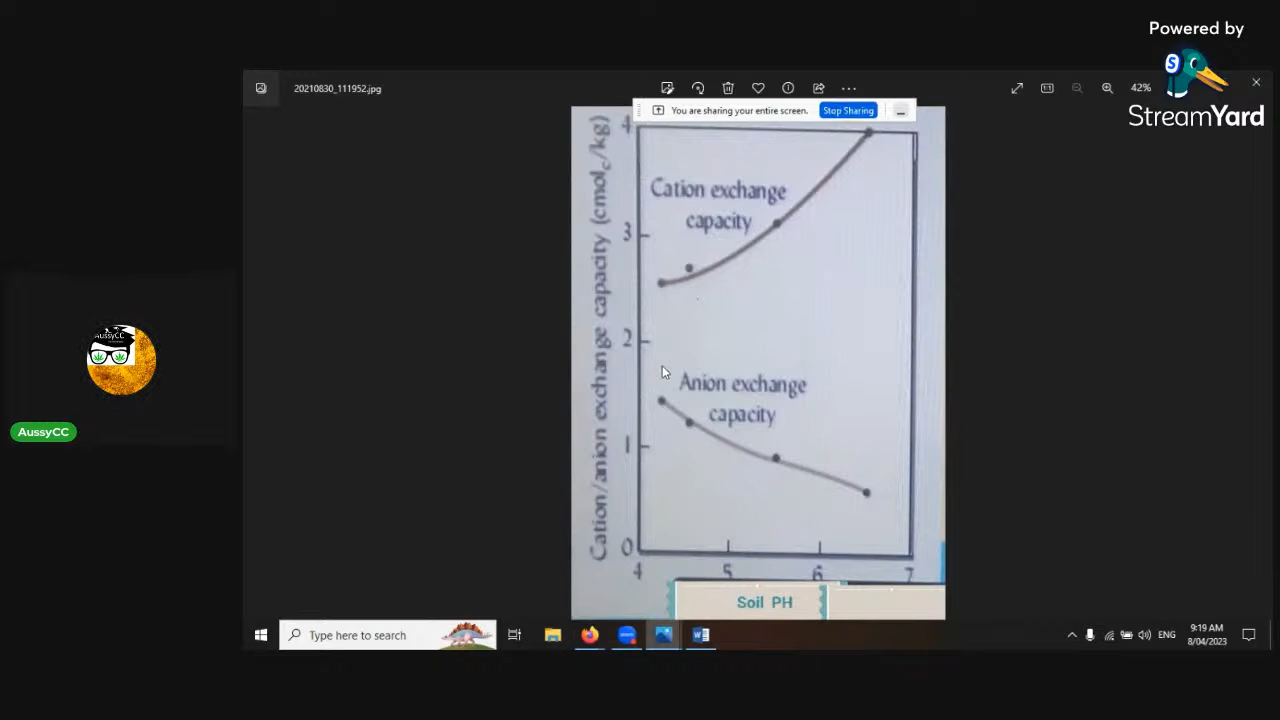 Powered by
StreamYard
20210830_111952.jpg
42%
You are sharing your entire screen.
Stop Sharing
Cation/anion exchange capacity (cmolc/kg)
4
3
2
1
0
Cation exchange
capacity
Anion exchange
capacity
4 5 6 7
Soil PH
AussyCC
AussyCC
Type here to search
ENG
9:19 AM
8/04/2023